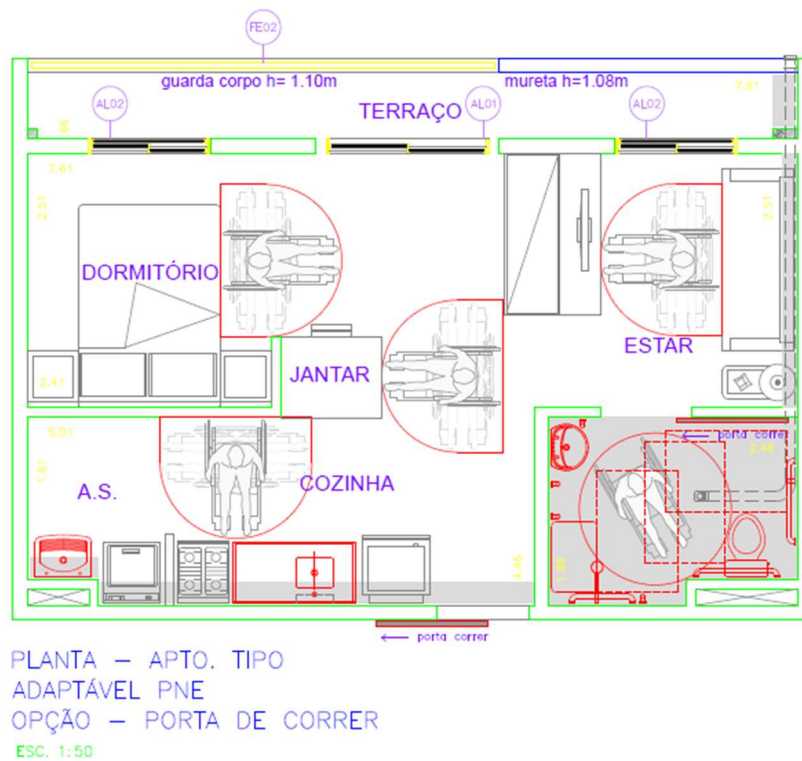 FE02
guarda corpo h= 1.10m
mureta h=1.08m
7.51
AL02
TERRAÇO
AL01
AL02
.66
7.61
2.51
2.51
DORMITÓRIO
ESTAR
JANTAR
2.41
porta correr
5.01
2.46
COZINHA
1.61
A.S.
4.46
porta correr
PLANTA – APTO. TIPO
ADAPTÁVEL PNE
OPÇÃO – PORTA DE CORRER
ESC. 1:50